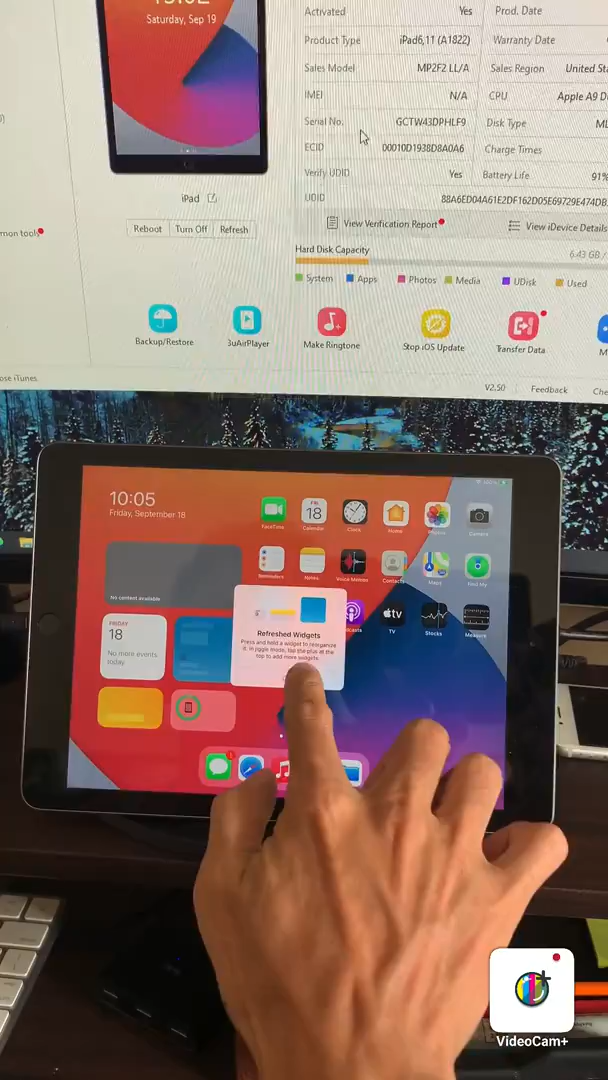 Saturday, Sep 19
Activated Yes Prod. Date
Product Type iPad6,11 (A1822) Warranty Date
Sales Model MP2F2 LL/A Sales Region United
IMEI N/A CPU Apple A9
Serial No. GCTW43DPHLF9 Disk Type
ECID 00010D1938D8A0A6 Charge Times
Verify UDID Yes Battery Life 91%
UDID 88A6ED04A61E2DF162D05E69729E474DB
iPad
Reboot Turn Off Refresh
View Verification Report View iDevice Details
Hard Disk Capacity 6.43 GB /
System Apps Photos Media UDisk Used
Backup/Restore 3uAirPlayer Make Ringtone Stop iOS Update Transfer Data
V2.50 Feedback
10:05
Friday, September 18
FRI
18
FaceTime Calendar Clock Home Photos Camera
Reminders Notes Voice Memos Contacts Maps Find My
No content available
tv
TV Stocks Measure
FRIDAY
18
No more events
today
Refreshed Widgets
Press and hold a widget to reorganize
it. In jiggle mode, tap the plus at the
top to add more widgets.
VideoCam+